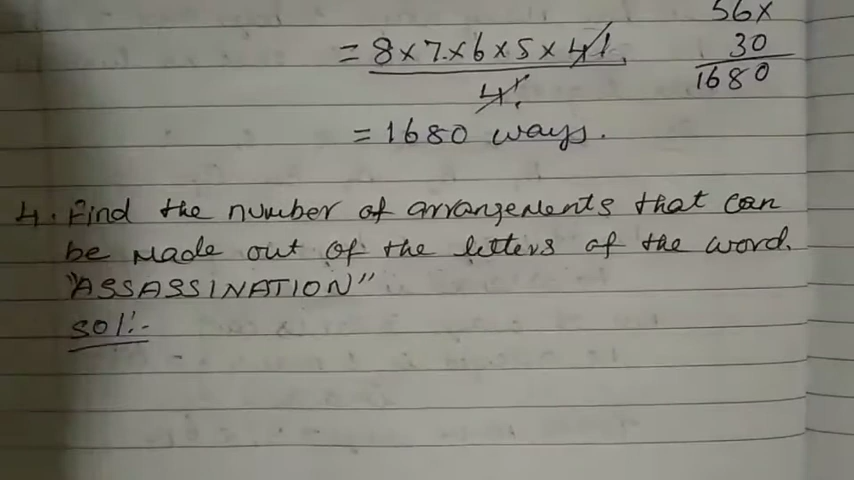 56×
= 8×7×6×5×4!
30
4!
1680
= 1680 ways.
4. Find the number of arrangements that can
be made out of the letters of the word.
"ASSASSINATION"
Sol:-